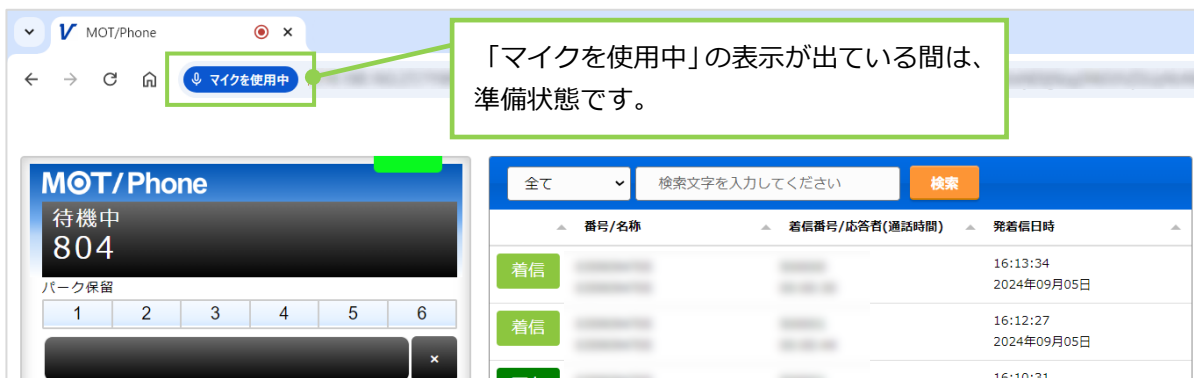 MOT/Phone
マイクを使用中
「マイクを使用中」の表示が出ている間は、
準備状態です。
MOT/Phone
待機中
804
パーク保留
1 2 3 4 5 6
×
全て 検索文字を入力してください 検索
番号/名称 着信番号/応答者(通話時間) 発着信日時
着信 16:13:34
2024年09月05日
着信 16:12:27
2024年09月05日
16:10:31